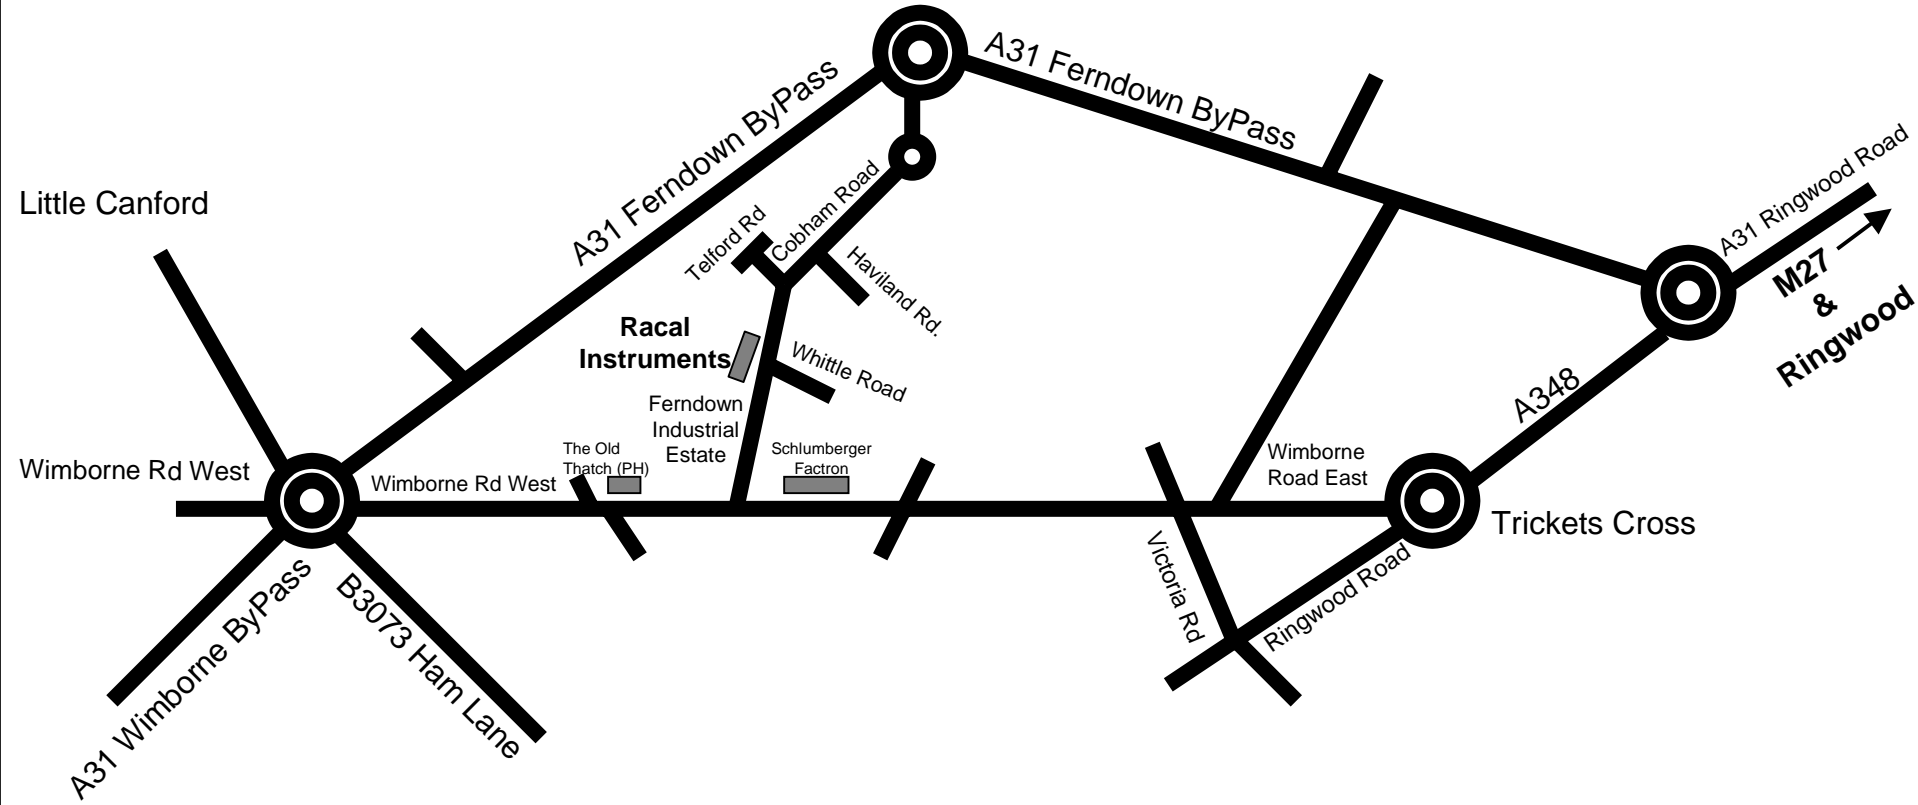 A31 Ferndown ByPass
A31 Ferndown ByPass
A31 Ringwood Road
M27
&
Ringwood
Little Canford
Telford Rd
Cobham Road
Haviland Rd.
Racal
Instruments
Whittle Road
Ferndown
Industrial
Estate
A348
Wimborne Rd West
Wimborne Rd West
The Old
Thatch (PH)
Schlumberger
Factron
Wimborne
Road East
Trickets Cross
Victoria Rd
Ringwood Road
A31 Wimborne ByPass
B3073 Ham Lane